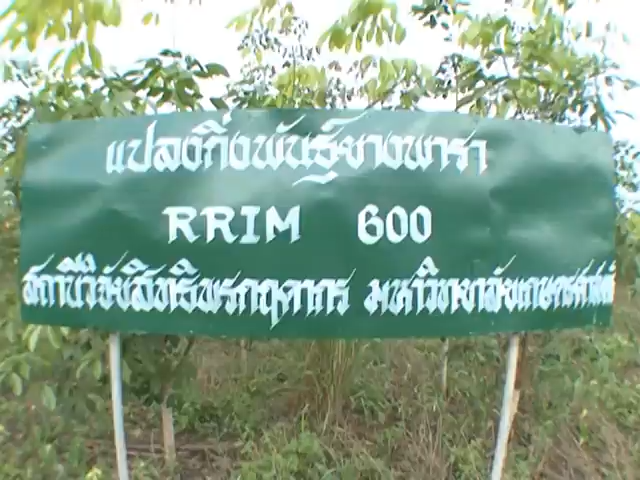 แปลงกิ่งพันธุ์ยางพารา
RRIM 600
สถานีวิจัยสิทธิพรกฤดากร มหาวิทยาลัยเกษตรศาสตร์